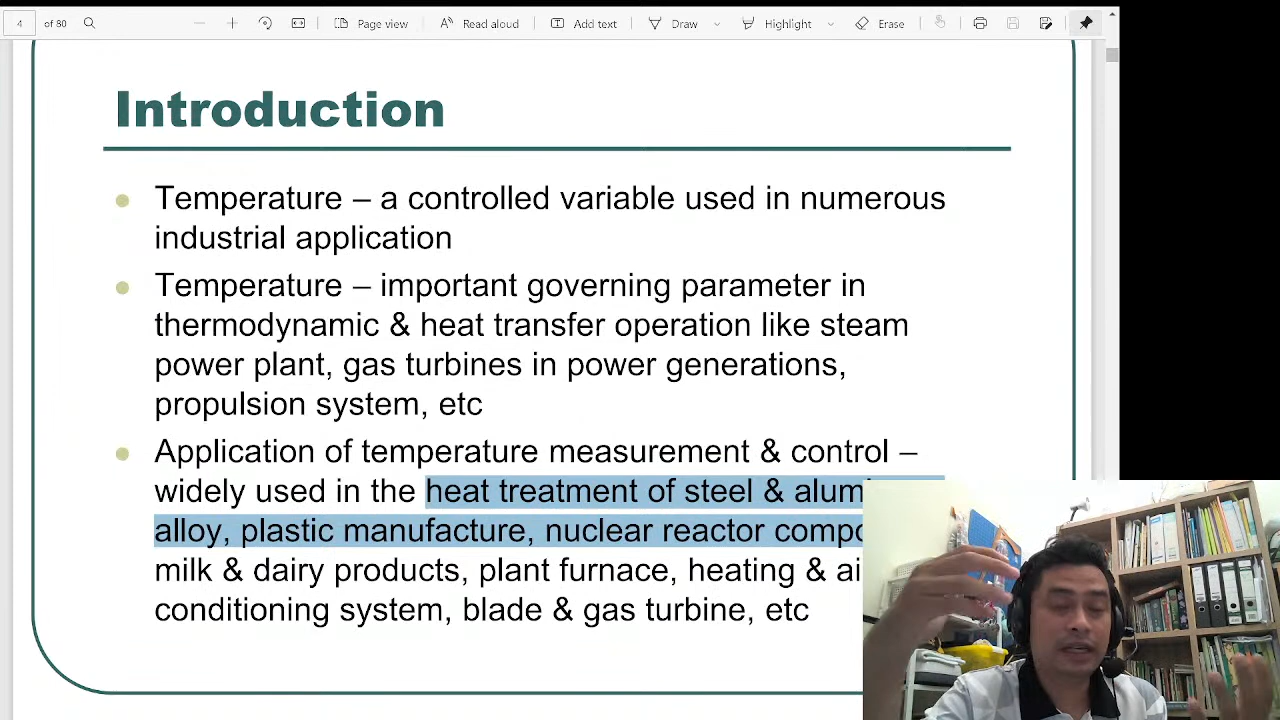 4 of 80 Page view Read aloud Add text Draw Highlight Erase
Introduction
Temperature – a controlled variable used in numerous
industrial application
Temperature – important governing parameter in
thermodynamic & heat transfer operation like steam
power plant, gas turbines in power generations,
propulsion system, etc
Application of temperature measurement & control –
widely used in the heat treatment of steel &
alloy, plastic manufacture, nuclear reactor
milk & dairy products, plant furnace, heating &
conditioning system, blade & gas turbine, etc